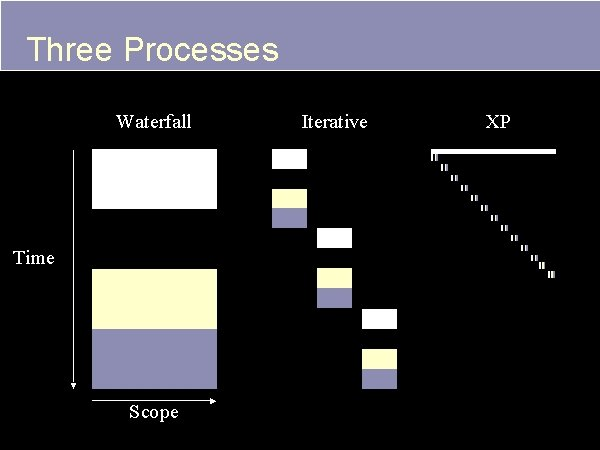 Three Processes
Waterfall
Iterative
XP
Time
Scope